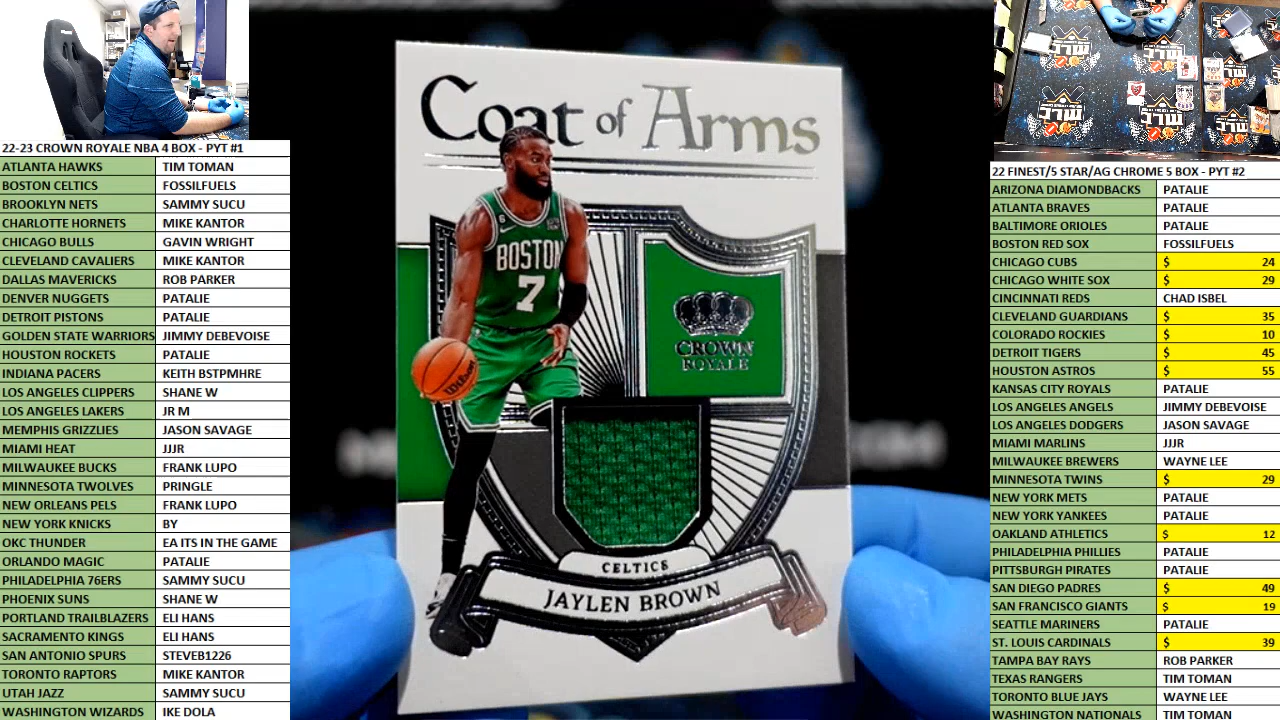 22-23 CROWN ROYALE NBA 4 BOX - PYT #1
ATLANTA HAWKS TIM TOMAN
BOSTON CELTICS FOSSILFUELS
BROOKLYN NETS SAMMY SUCU
CHARLOTTE HORNETS MIKE KANTOR
CHICAGO BULLS GAVIN WRIGHT
CLEVELAND CAVALIERS MIKE KANTOR
DALLAS MAVERICKS ROB PARKER
DENVER NUGGETS PATALIE
DETROIT PISTONS PATALIE
GOLDEN STATE WARRIORS JIMMY DEBEVOISE
HOUSTON ROCKETS PATALIE
INDIANA PACERS KEITH BSTPMHRE
LOS ANGELES CLIPPERS SHANE W
LOS ANGELES LAKERS JR M
MEMPHIS GRIZZLIES JASON SAVAGE
MIAMI HEAT JJJR
MILWAUKEE BUCKS FRANK LUPO
MINNESOTA TWOLVES PRINGLE
NEW ORLEANS PELS FRANK LUPO
NEW YORK KNICKS BY
OKC THUNDER EA ITS IN THE GAME
ORLANDO MAGIC PATALIE
PHILADELPHIA 76ERS SAMMY SUCU
PHOENIX SUNS SHANE W
PORTLAND TRAILBLAZERS ELI HANS
SACRAMENTO KINGS ELI HANS
SAN ANTONIO SPURS STEVEB1226
TORONTO RAPTORS MIKE KANTOR
UTAH JAZZ SAMMY SUCU
WASHINGTON WIZARDS IKE DOLA
Coat of Arms
6
BOSTON
7
Wilson
CROWN
ROYALE
CELTICS
JAYLEN BROWN
22 FINEST/5 STAR/AG CHROME 5 BOX - PYT #2
ARIZONA DIAMONDBACKS PATALIE
ATLANTA BRAVES PATALIE
BALTIMORE ORIOLES PATALIE
BOSTON RED SOX FOSSILFUELS
CHICAGO CUBS $ 24
CHICAGO WHITE SOX $ 29
CINCINNATI REDS CHAD ISBEL
CLEVELAND GUARDIANS $ 35
COLORADO ROCKIES $ 10
DETROIT TIGERS $ 45
HOUSTON ASTROS $ 55
KANSAS CITY ROYALS PATALIE
LOS ANGELES ANGELS JIMMY DEBEVOISE
LOS ANGELES DODGERS JASON SAVAGE
MIAMI MARLINS JJJR
MILWAUKEE BREWERS WAYNE LEE
MINNESOTA TWINS $ 29
NEW YORK METS PATALIE
NEW YORK YANKEES PATALIE
OAKLAND ATHLETICS $ 12
PHILADELPHIA PHILLIES PATALIE
PITTSBURGH PIRATES PATALIE
SAN DIEGO PADRES $ 49
SAN FRANCISCO GIANTS $ 19
SEATTLE MARINERS PATALIE
ST. LOUIS CARDINALS $ 39
TAMPA BAY RAYS ROB PARKER
TEXAS RANGERS TIM TOMAN
TORONTO BLUE JAYS WAYNE LEE
WASHINGTON NATIONALS TIM TOMAN